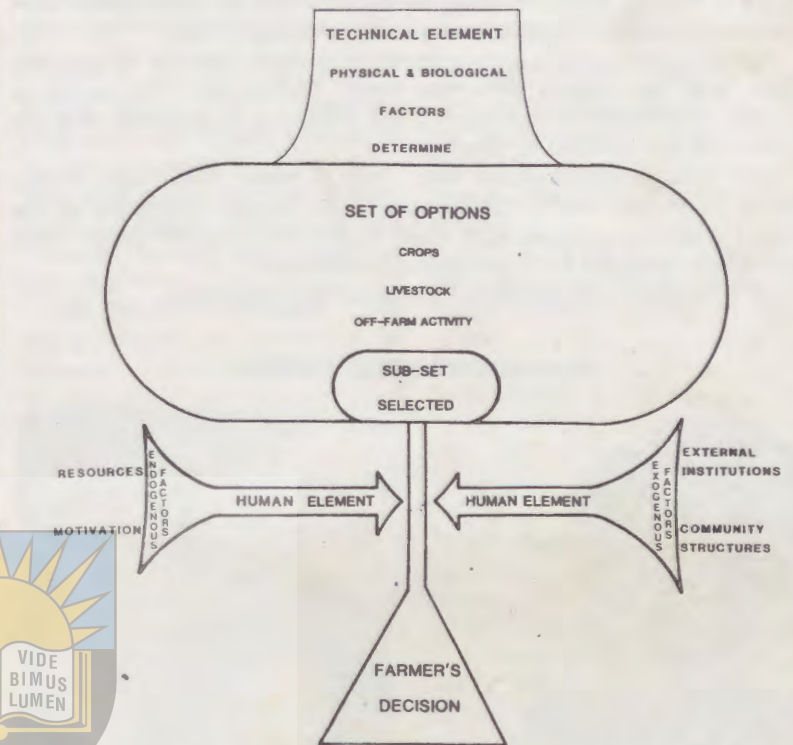 TECHNICAL ELEMENT
PHYSICAL & BIOLOGICAL
FACTORS
DETERMINE
SET OF OPTIONS
CROPS
LIVESTOCK
OFF-FARM ACTIVITY
SUB-SET
SELECTED
RESOURCES
MOTIVATION
ENDOGENOUS
FACTORS
HUMAN ELEMENT
HUMAN ELEMENT
EXOGENOUS
FACTORS
EXTERNAL
INSTITUTIONS
COMMUNITY
STRUCTURES
FARMER'S
DECISION
VIDE
BIMUS
LUMEN